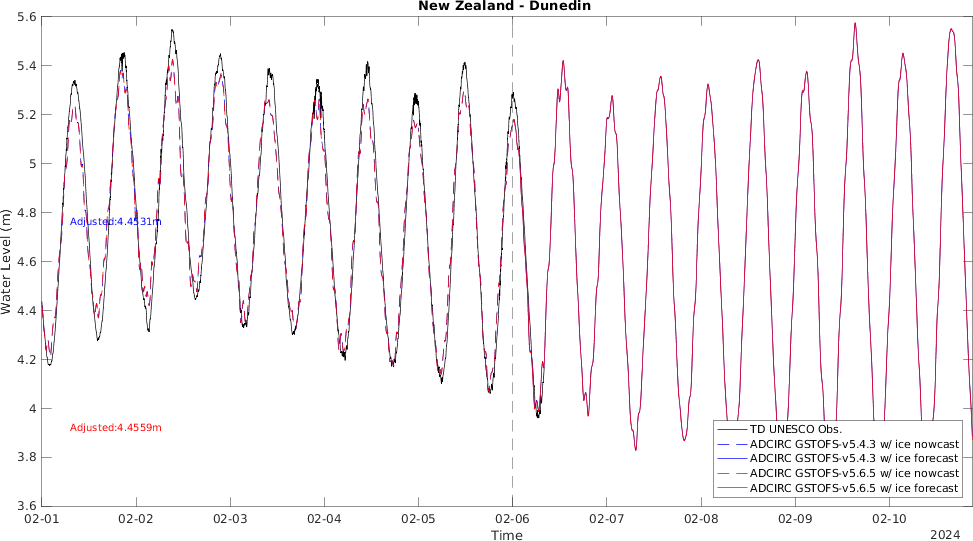 New Zealand - Dunedin
5.6
5.4
5.2
5
4.8
4.6
4.4
4.2
4
3.8
3.6
Water Level (m)
Adjusted:4.4531m
Adjusted:4.4559m
TD UNESCO Obs.
ADCIRC GSTOFS-v5.4.3 w/ ice nowcast
ADCIRC GSTOFS-v5.4.3 w/ ice forecast
ADCIRC GSTOFS-v5.6.5 w/ ice nowcast
ADCIRC GSTOFS-v5.6.5 w/ ice forecast
02-01 02-02 02-03 02-04 02-05 02-06 02-07 02-08 02-09 02-10
Time
2024